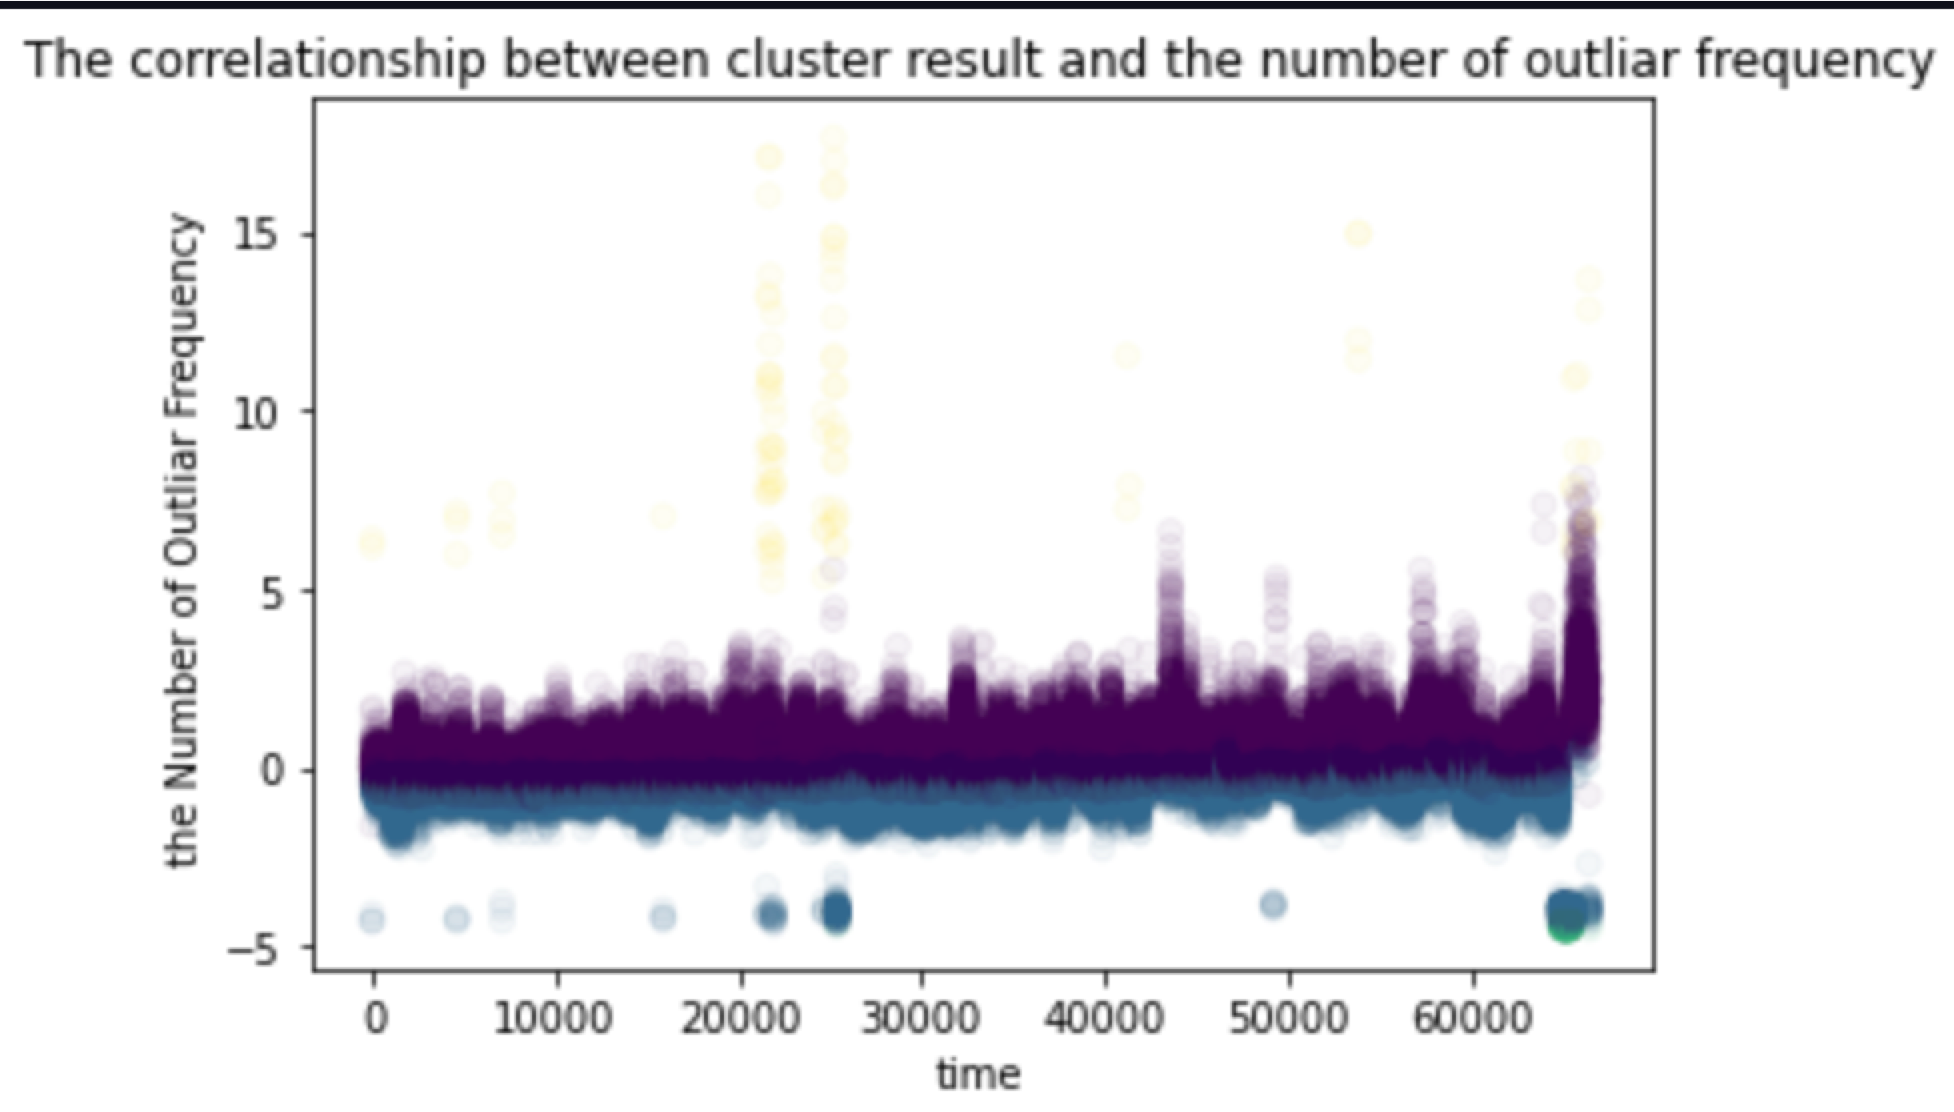 The correlationship between cluster result and the number of outliar frequency
the Number of Outliar Frequency
15
10
5
0
−5
0 10000 20000 30000 40000 50000 60000
time